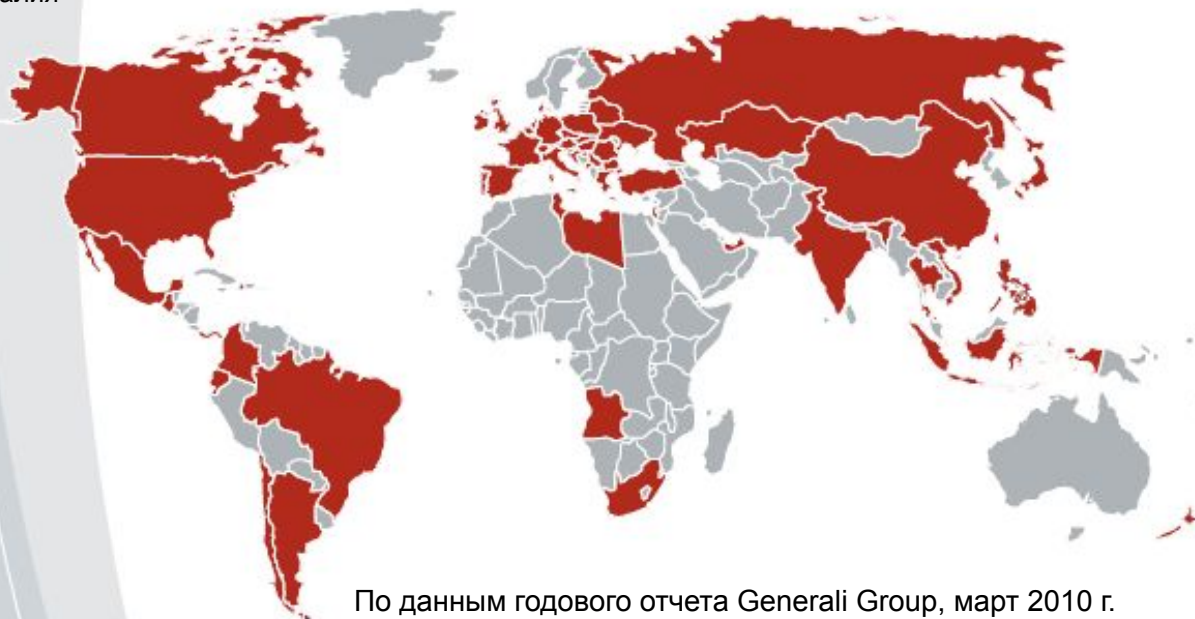 По данным годового отчета Generali Group, март 2010 г.